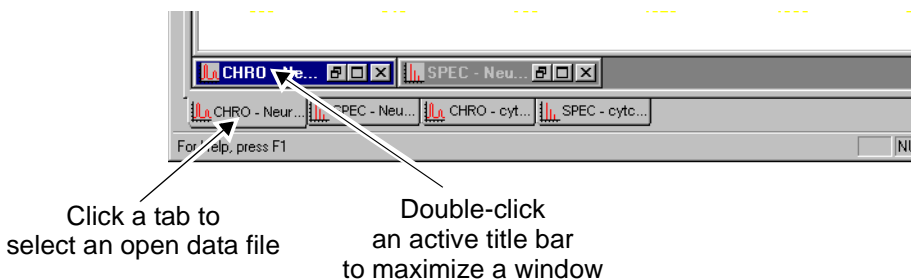 CHRO - Ne...
SPEC - Neu...
CHRO - Neur...
SPEC - Neu...
CHRO - cyt...
SPEC - cytc...
For Help, press F1
NU
Click a tab to
select an open data file
Double-click
an active title bar
to maximize a window